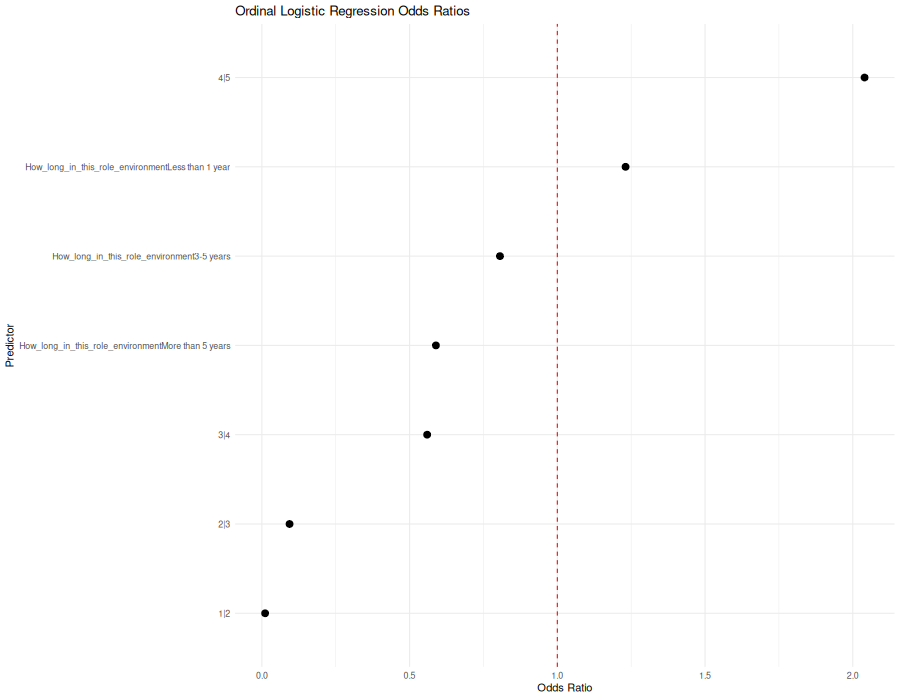 Ordinal Logistic Regression Odds Ratios
4|5
How_long_in_this_role_environmentLess than 1 year
How_long_in_this_role_environment3-5 years
How_long_in_this_role_environmentMore than 5 years
3|4
2|3
1|2
Predictor
0.0 0.5 1.0 1.5 2.0
Odds Ratio